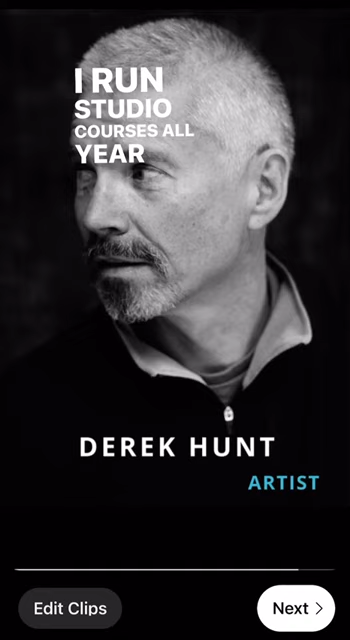 I RUN
STUDIO
COURSES ALL
YEAR
DEREK HUNT
ARTIST
Edit Clips
Next